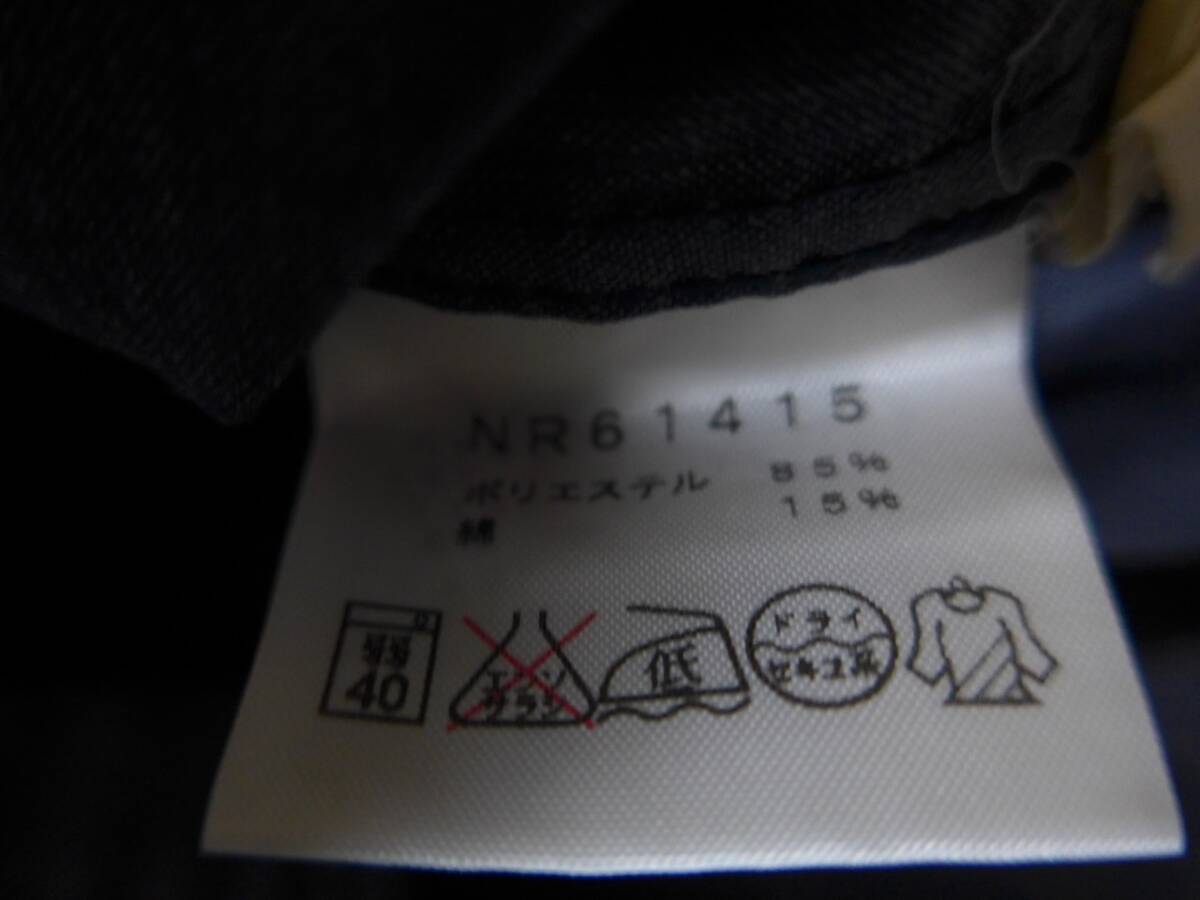 NR61415
ポリエステル 85%
綿 15%
弱
40
エンソ
サラシ
低
ドライ
セキユ系